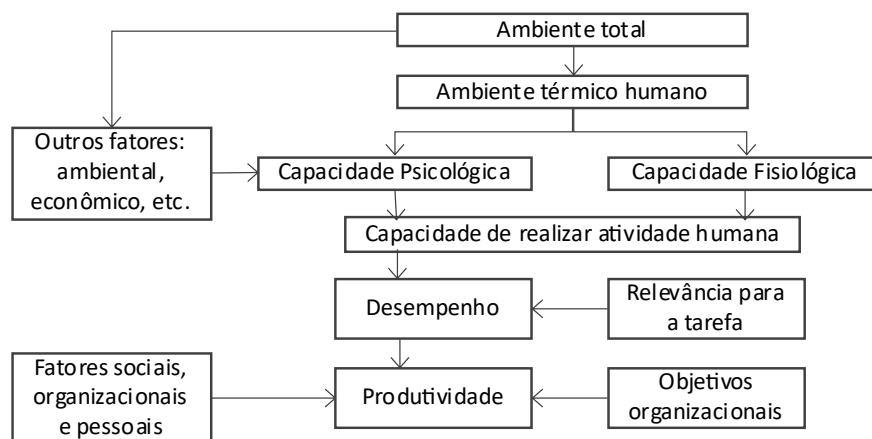 Ambiente total
Ambiente térmico humano
Outros fatores:
ambiental,
econômico, etc.
Capacidade Psicológica
Capacidade Fisiológica
Capacidade de realizar atividade humana
Desempenho
Relevância para
a tarefa
Fatores sociais,
organizacionais
e pessoais
Produtividade
Objetivos
organizacionais